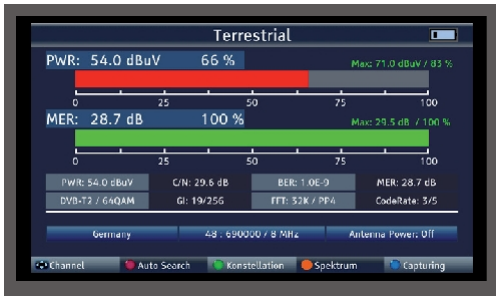 Terrestrial
PWR: 54.0 dBuV 66 % Max: 71.0 dBuV / 83 %
0 25 50 75 100
MER: 28.7 dB 100 % Max: 29.5 dB / 100 %
0 25 50 75 100
PWR: 54.0 dBuV C/N: 29.6 dB BER: 1.0E-9 MER: 28.7 dB
DVB-T2 / 64QAM GI: 19/256 FFT: 32K / PP4 CodeRate: 3/5
Germany 48 : 690000 / 8 MHz Antenna Power: Off
Channel Auto Search Konstellation Spektrum Capturing